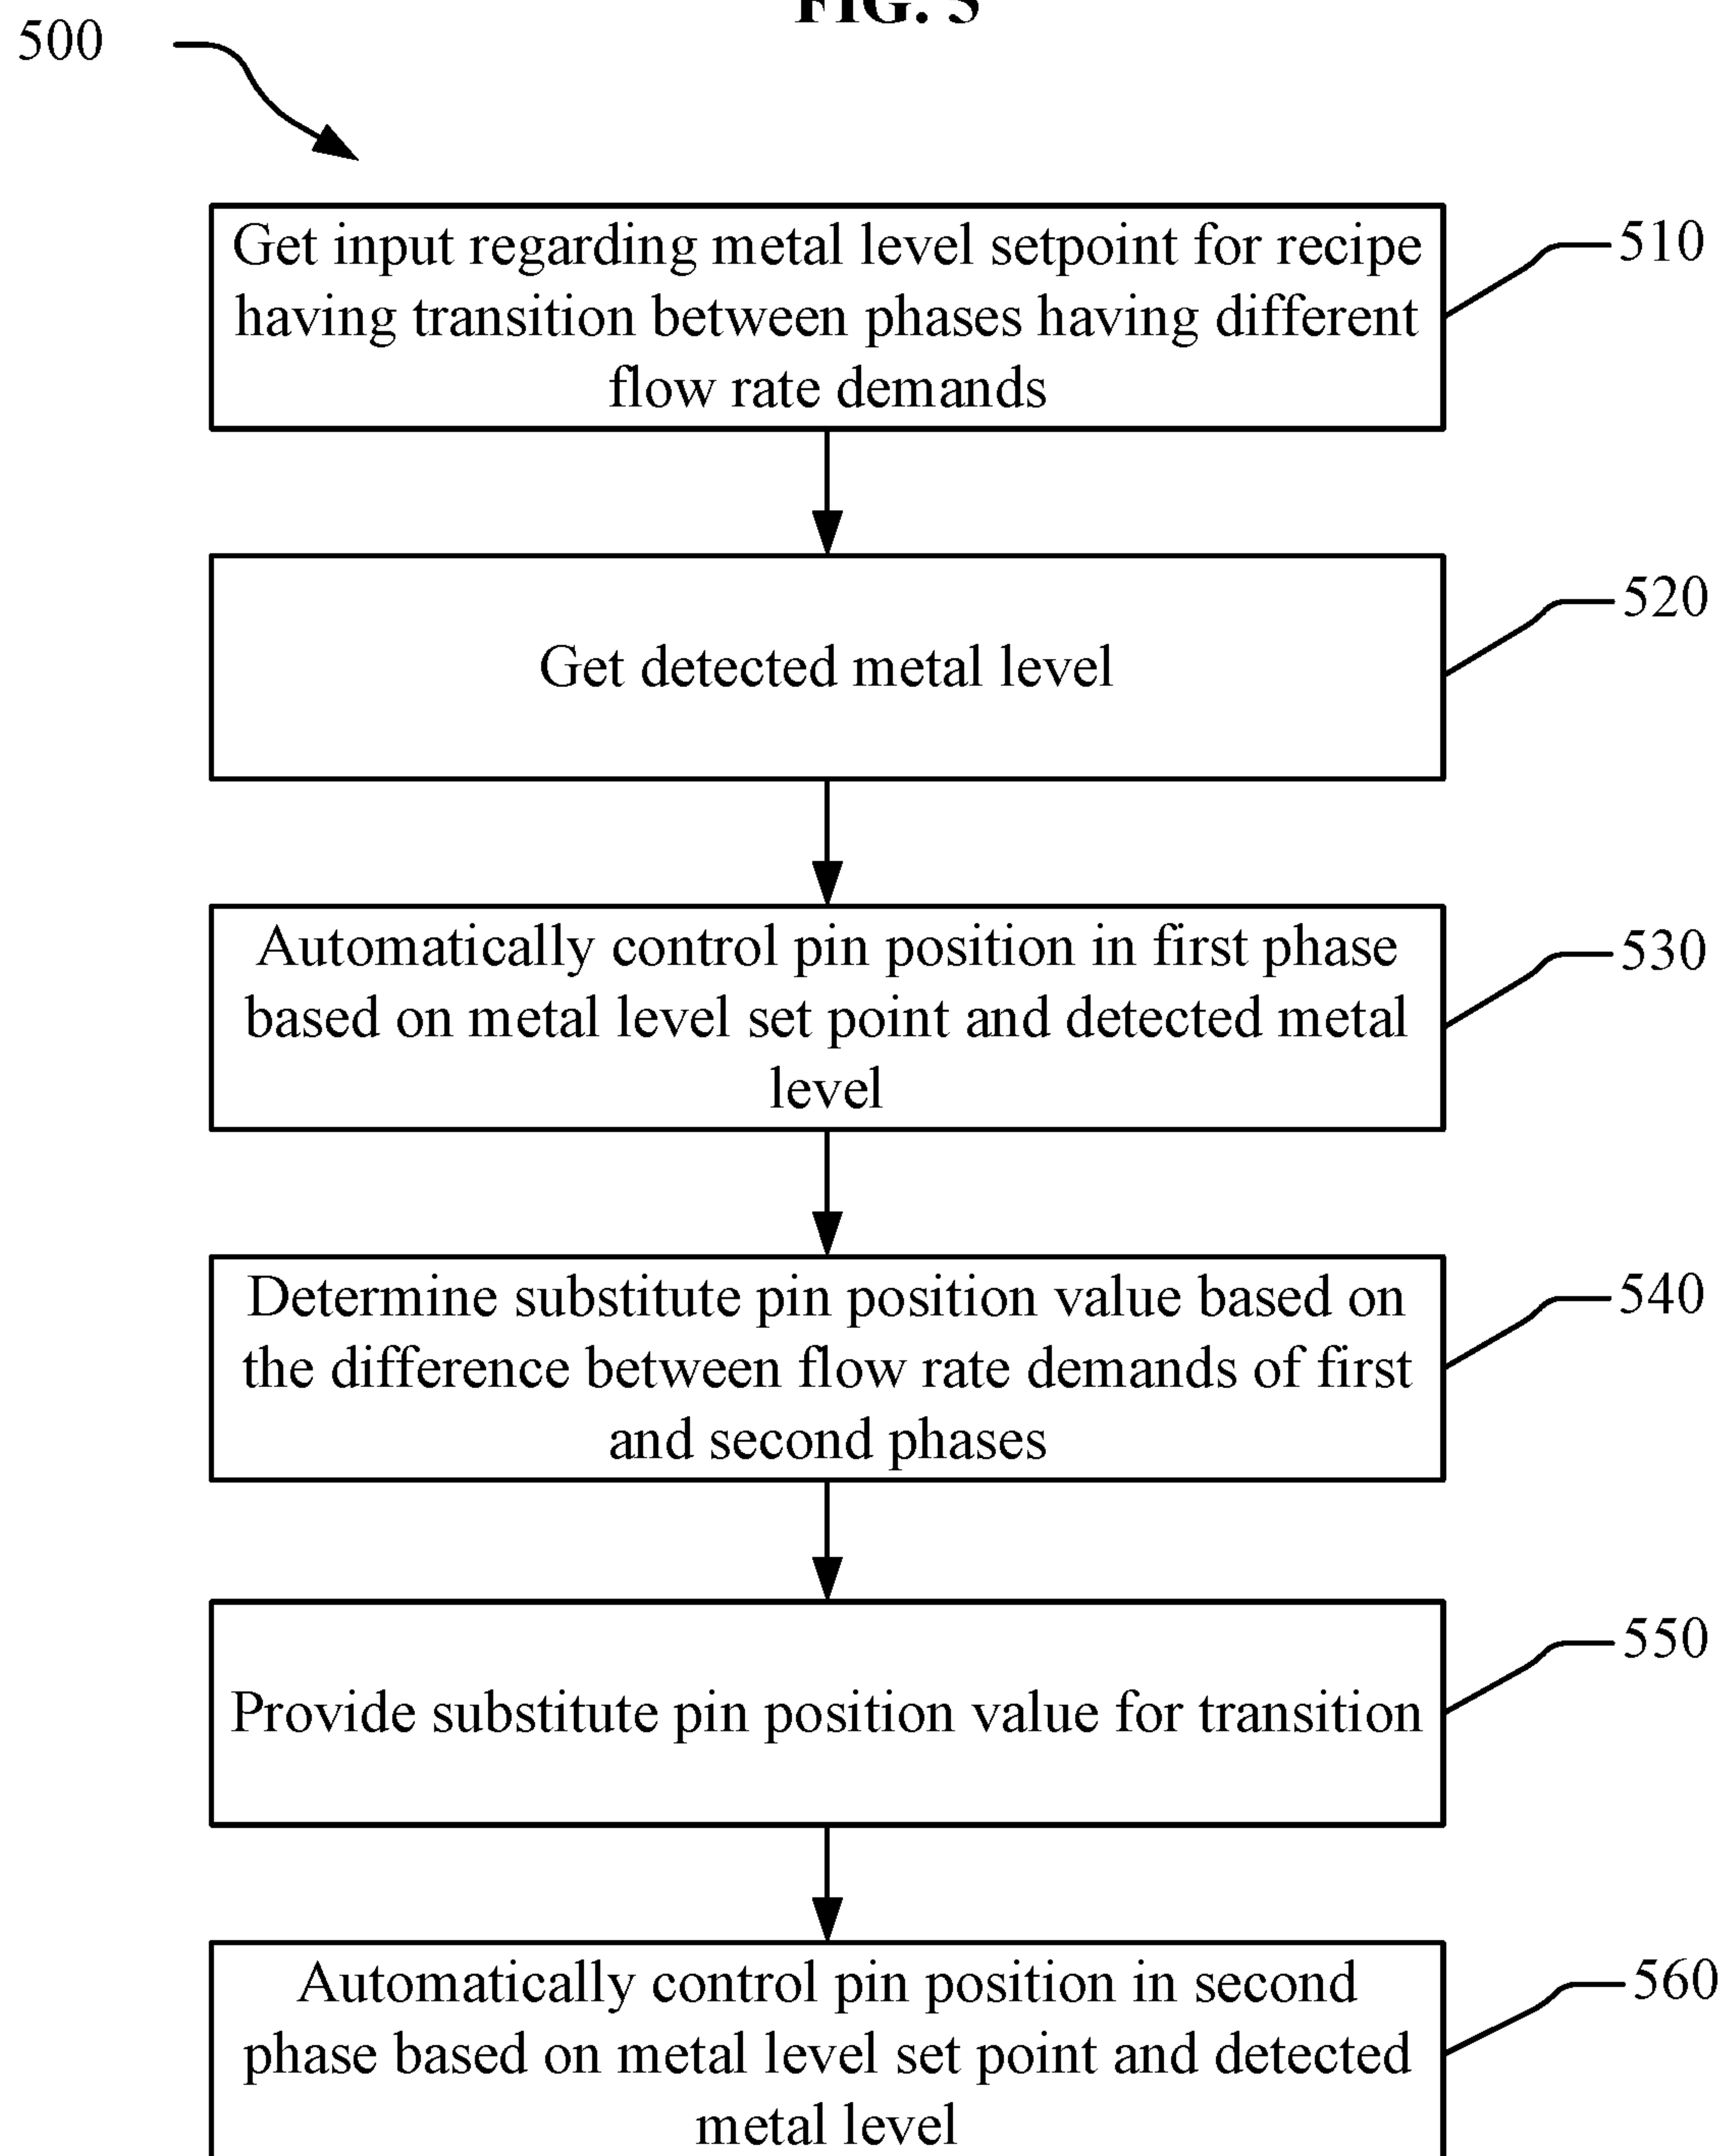 FIG. 5
500
Get input regarding metal level setpoint for recipe
having transition between phases having different
flow rate demands
510
Get detected metal level
520
Automatically control pin position in first phase
based on metal level set point and detected metal
level
530
Determine substitute pin position value based on
the difference between flow rate demands of first
and second phases
540
Provide substitute pin position value for transition
550
Automatically control pin position in second
phase based on metal level set point and detected
metal level
560